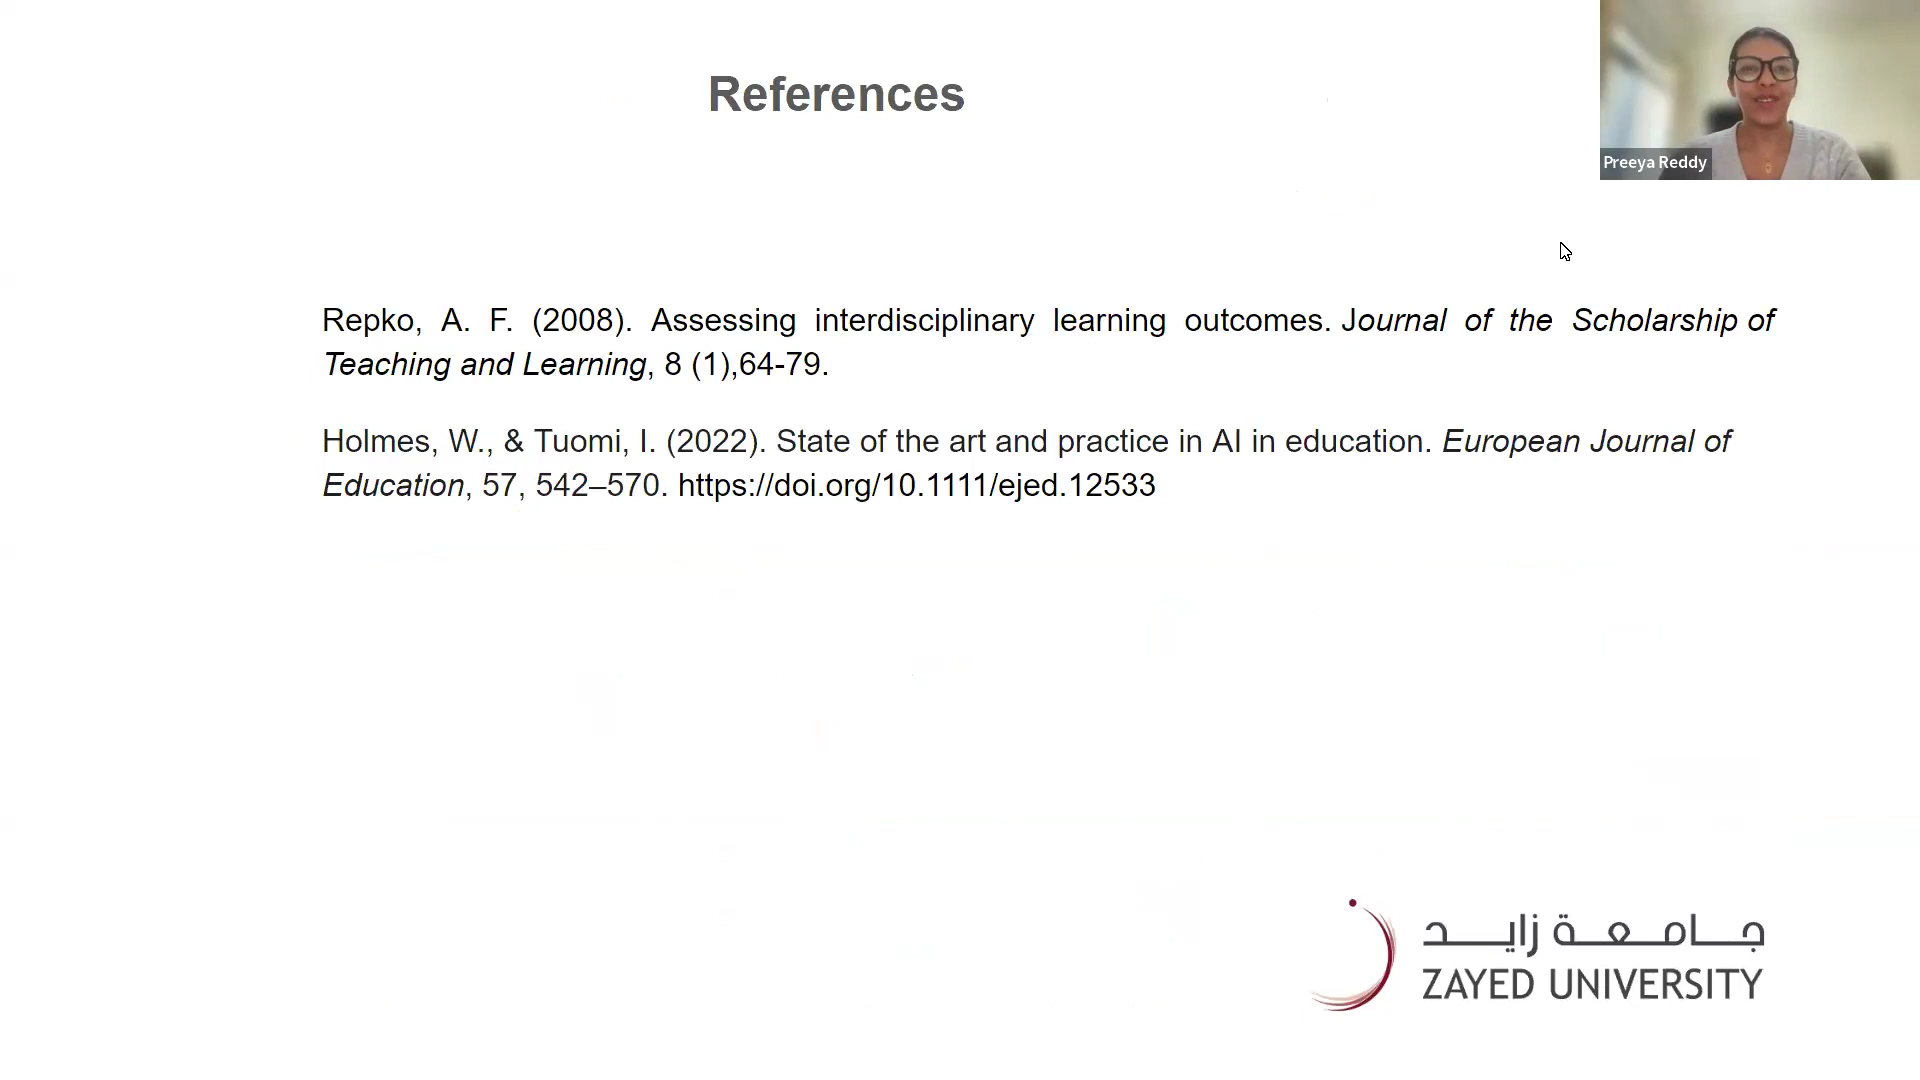 References
Preeya Reddy
Repko, A. F. (2008). Assessing interdisciplinary learning outcomes. Journal of the Scholarship of
Teaching and Learning, 8 (1),64-79.
Holmes, W., & Tuomi, I. (2022). State of the art and practice in AI in education. European Journal of
Education, 57, 542–570. https://doi.org/10.1111/ejed.12533
جامعة زايد
ZAYED UNIVERSITY